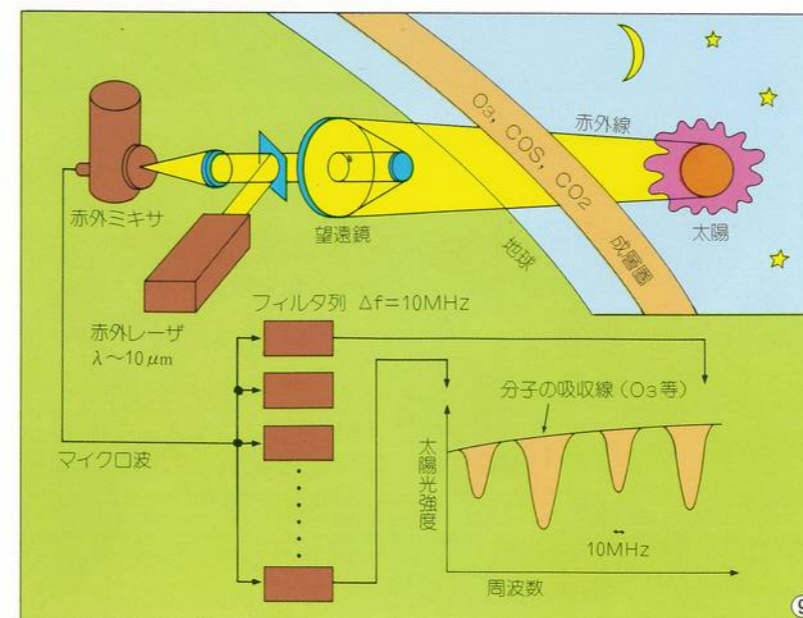 O₃, COS, CO₂
赤外線
赤外ミキサ
望遠鏡
地球
成層圏
太陽
赤外レーザ
λ～10μm
フィルタ列 Δf＝10MHz
分子の吸収線（O₃等）
マイクロ波
太陽光強度
10MHz
周波数
9